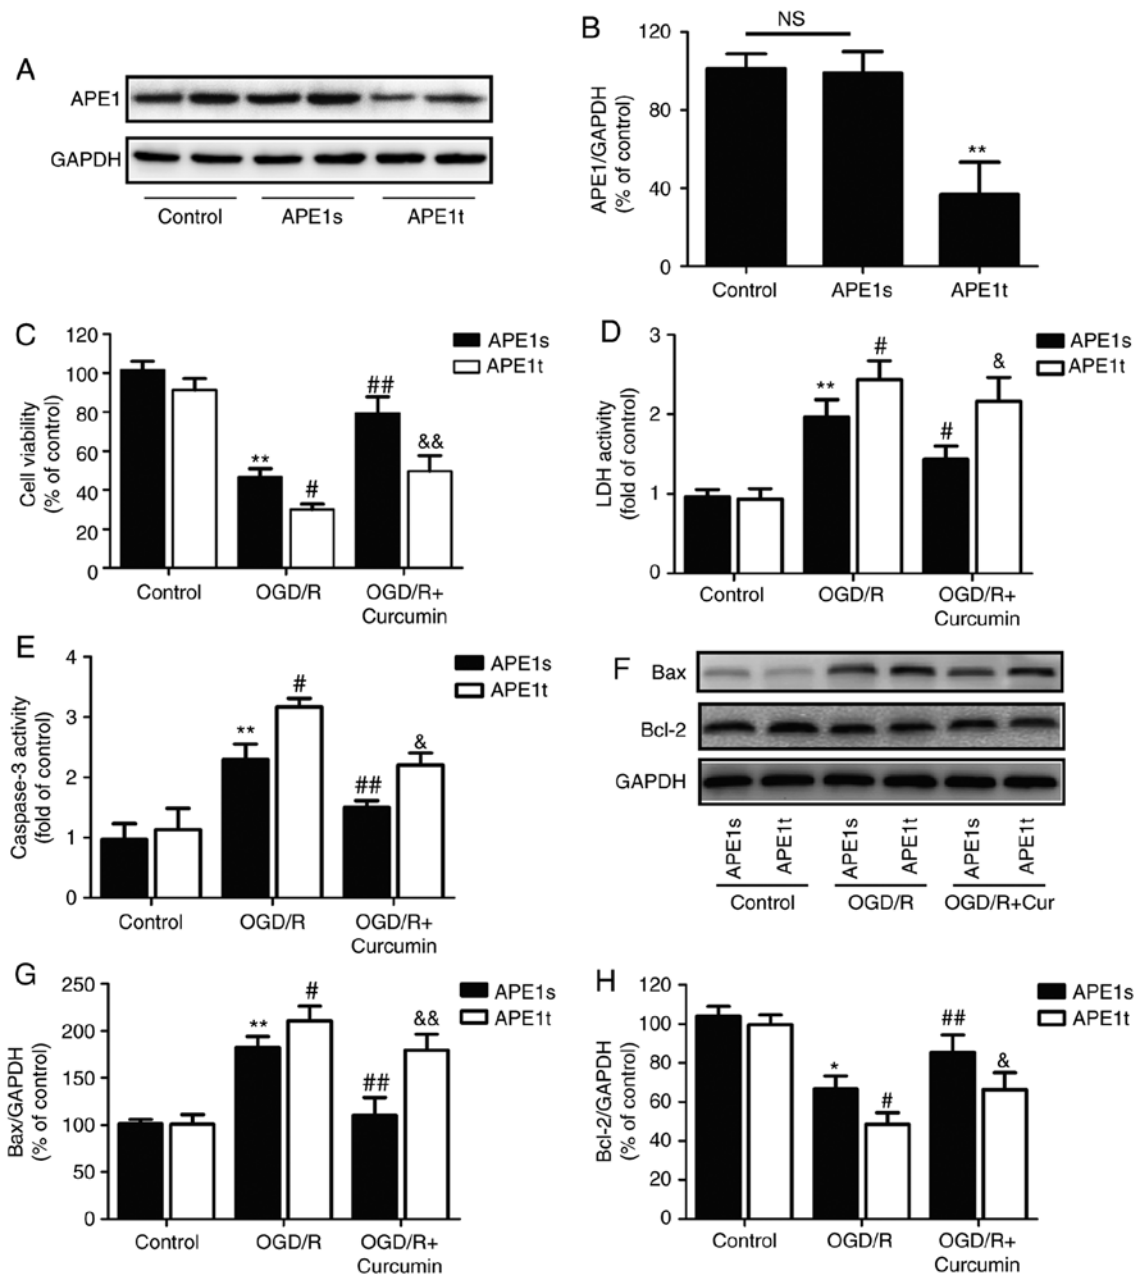 A
APE1
GAPDH
Control APE1s APE1t
B
NS
**
APE1/GAPDH
(% of control)
120
80
40
0
Control APE1s APE1t
C
APE1s
APE1t
Cell viability
(% of control)
120
100
80
60
40
20
0
** # ## &&
Control OGD/R OGD/R+
Curcumin
D
APE1s
APE1t
LDH activity
(fold of control)
3
2
1
0
** # # &
Control OGD/R OGD/R+
Curcumin
E
APE1s
APE1t
Caspase-3 activity
(fold of control)
4
3
2
1
0
** # ## &
Control OGD/R OGD/R+
Curcumin
F
Bax
Bcl-2
GAPDH
APE1s APE1t APE1s APE1t APE1s APE1t
Control OGD/R OGD/R+Cur
G
APE1s
APE1t
Bax/GAPDH
(% of control)
250
200
150
100
50
0
** # ## &&
Control OGD/R OGD/R+
Curcumin
H
APE1s
APE1t
Bcl-2/GAPDH
(% of control)
120
100
80
60
40
20
0
* # ## &
Control OGD/R OGD/R+
Curcumin